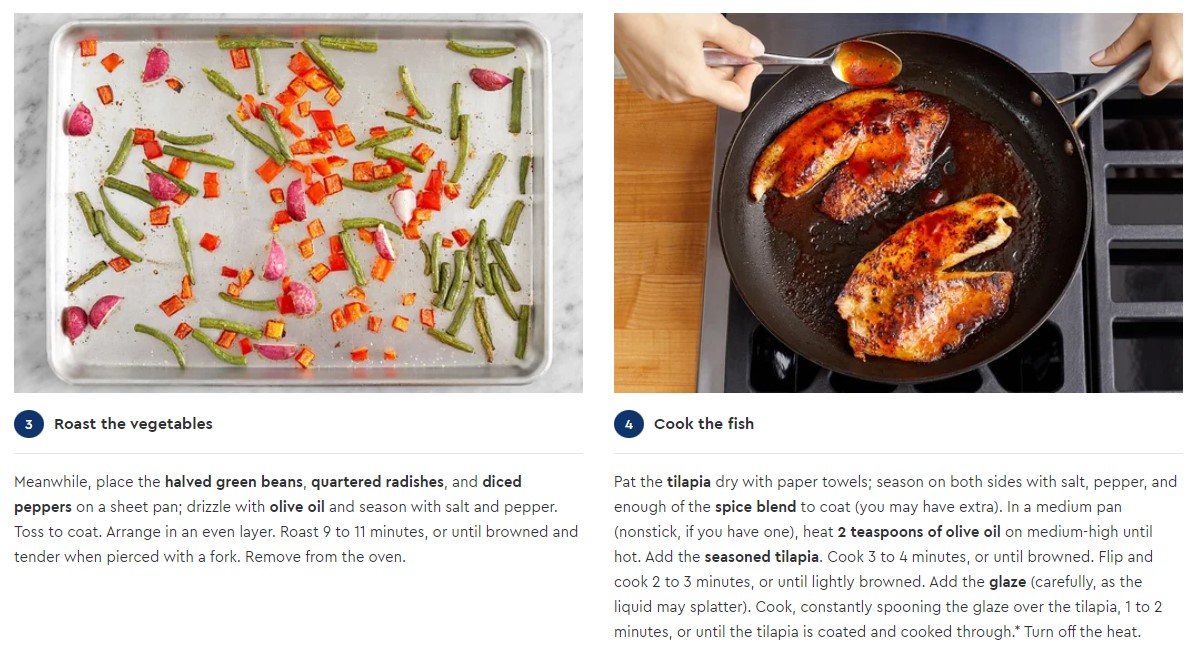 3 Roast the vegetables
Meanwhile, place the halved green beans, quartered radishes, and diced
peppers on a sheet pan; drizzle with olive oil and season with salt and pepper.
Toss to coat. Arrange in an even layer. Roast 9 to 11 minutes, or until browned and
tender when pierced with a fork. Remove from the oven.
4 Cook the fish
Pat the tilapia dry with paper towels; season on both sides with salt, pepper, and
enough of the spice blend to coat (you may have extra). In a medium pan
(nonstick, if you have one), heat 2 teaspoons of olive oil on medium-high until
hot. Add the seasoned tilapia. Cook 3 to 4 minutes, or until browned. Flip and
cook 2 to 3 minutes, or until lightly browned. Add the glaze (carefully, as the
liquid may splatter). Cook, constantly spooning the glaze over the tilapia, 1 to 2
minutes, or until the tilapia is coated and cooked through.* Turn off the heat.